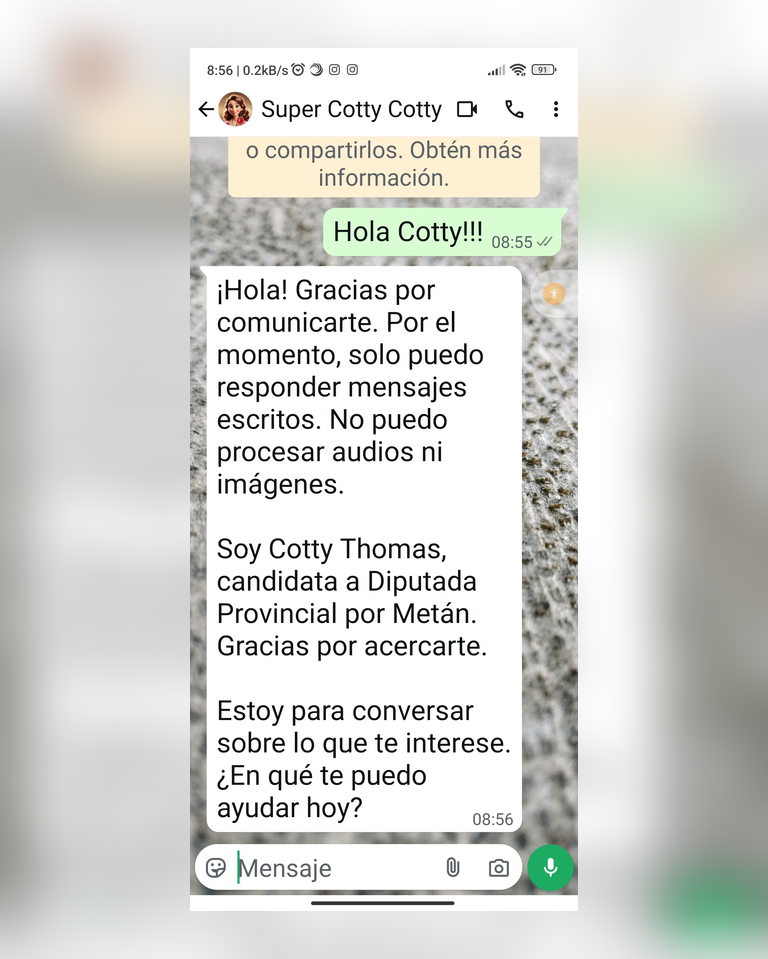 8:56 | 0.2kB/s
91
Super Cotty Cotty
o compartirlos. Obtén más
información.
Hola Cotty!!! 08:55
¡Hola! Gracias por
comunicarte. Por el
momento, solo puedo
responder mensajes
escritos. No puedo
procesar audios ni
imágenes.
Soy Cotty Thomas,
candidata a Diputada
Provincial por Metán.
Gracias por acercarte.
Estoy para conversar
sobre lo que te interese.
¿En qué te puedo
ayudar hoy?
08:56
Mensaje